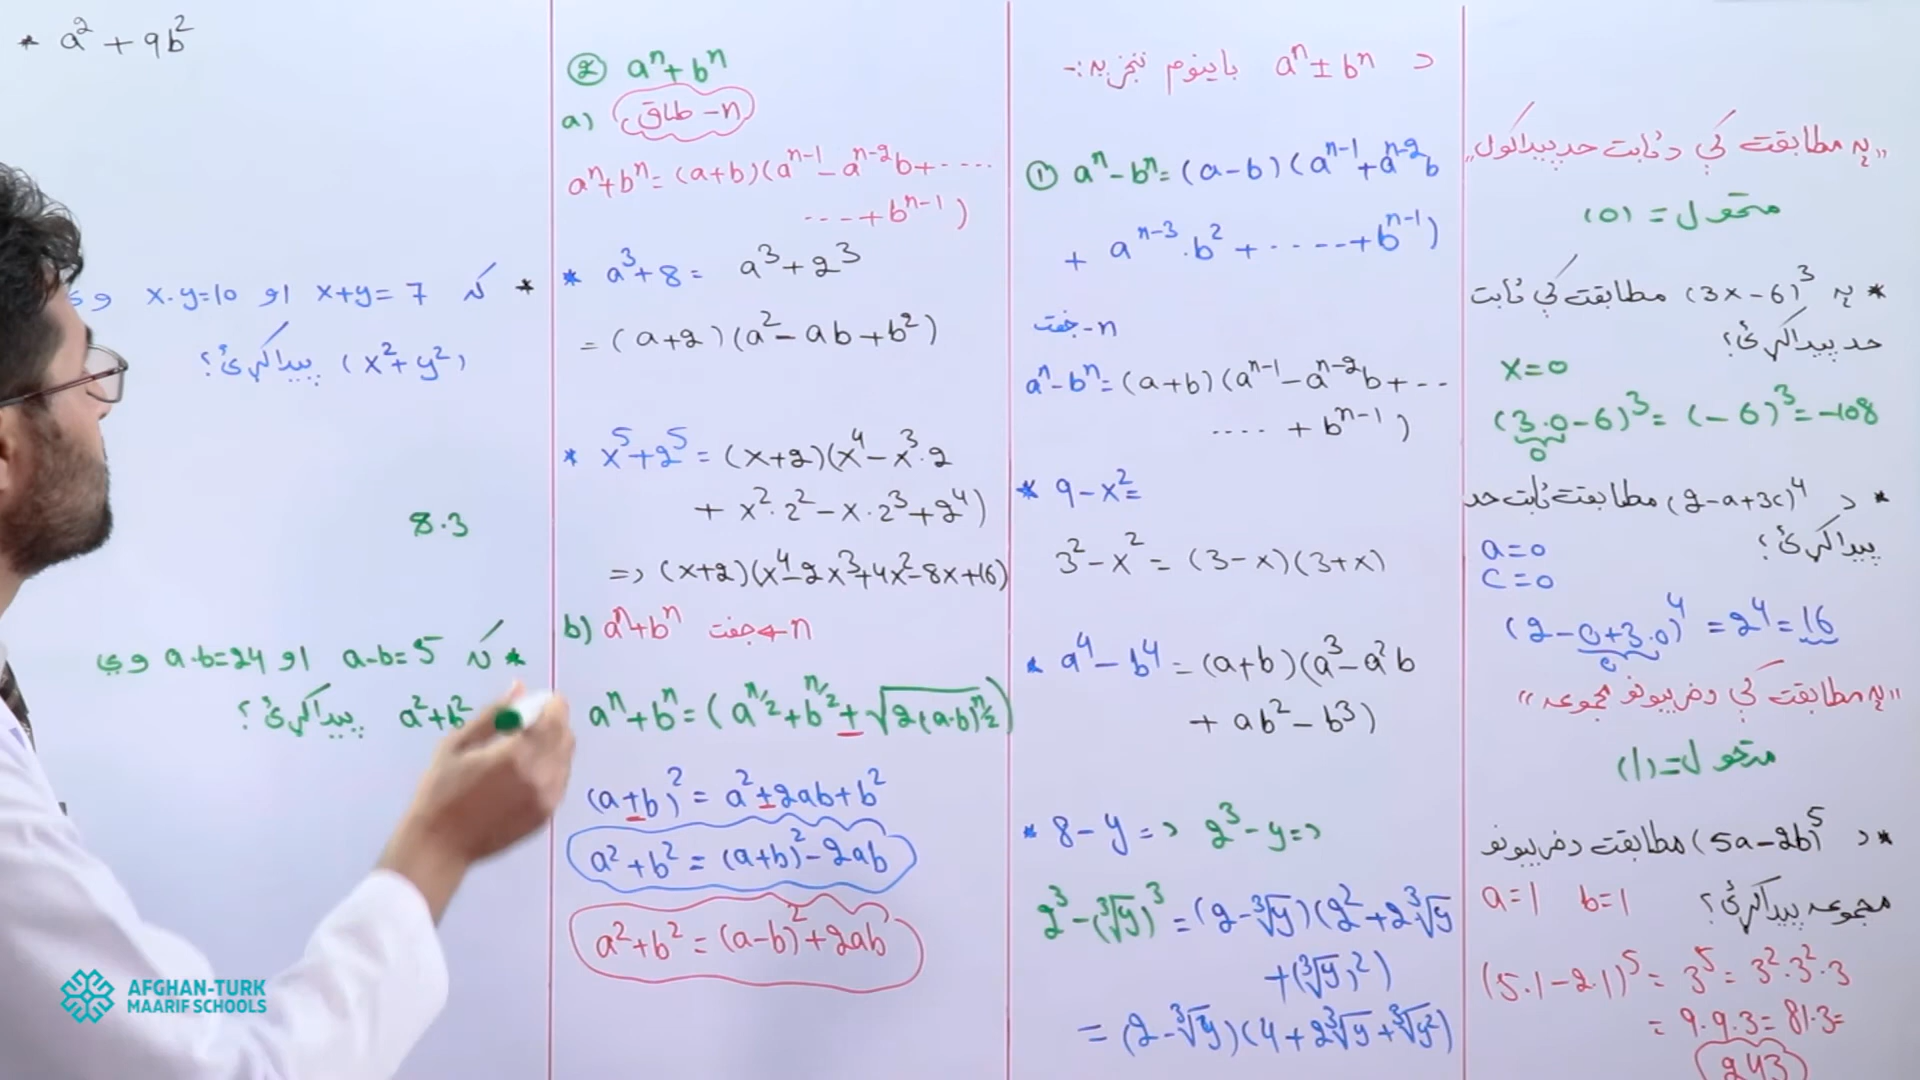 „په مطابقت کې د ثابت حد پیدا کول„
متحول = (0)
* په (3x-6)³ مطابقت کې ثابت
حد پیدا کړئ؟
x=0
(3.0-6)³ = (-6)³ = -108
0
* د (2-a+3c)⁴ مطابقت ثابت حد
پیدا کړئ؟
a=0
c=0
(2-0+3.0)⁴ = 2⁴ = 16
0
„په مطابقت کې د ضریبونو مجموعه„
متحول = (1)
* د (5a-2b)⁵ مطابقت د ضریبونو
مجموعه پیدا کړئ؟
a=1 b=1
(5.1-2.1)⁵ = 3⁵ = 3².3².3
= 9.9.3 = 81.3 =
243
د aⁿ±bⁿ باینوم تجزیه:-
① aⁿ-bⁿ=(a-b)(aⁿ⁻¹+aⁿ⁻²b
+ aⁿ⁻³.b²+.....+bⁿ⁻¹)
n-جفت
aⁿ-bⁿ=(a+b)(aⁿ⁻¹-aⁿ⁻²b+..
.... + bⁿ⁻¹)
* 9-x²=
3²-x² = (3-x)(3+x)
* a⁴-b⁴ = (a+b)(a³-a²b
+ ab²-b³)
* 8-y => 2³-y =>
2³-(∛y)³ = (2-∛y)(2²+2∛y
+(∛y)²)
= (2-∛y)(4+2∛y+∛y²)
② aⁿ+bⁿ
a) n-طاق
aⁿ+bⁿ=(a+b)(aⁿ⁻¹-aⁿ⁻²b+....
....+bⁿ⁻¹)
* a³+8 = a³+2³
=(a+2)(a²-ab+b²)
* x⁵+2⁵ = (x+2)(x⁴-x³.2
+ x².2²-x.2³+2⁴)
=> (x+2)(x⁴-2x³+4x²-8x+16)
b) aⁿ+bⁿ جفت n
aⁿ+bⁿ=(aⁿ/²+bⁿ/²±√2(a.b)ⁿ/²)
(a±b)² = a²±2ab+b²
a²+b² = (a+b)²-2ab
a²+b² = (a-b)²+2ab
* a²+9b²
* که x+y=7 او x.y=10 وي
(x²+y²) پیدا کړئ؟
8.3
* که a-b=5 او a.b=24 وي
a²+b² پیدا کړئ؟
AFGHAN-TURK
MAARIF SCHOOLS